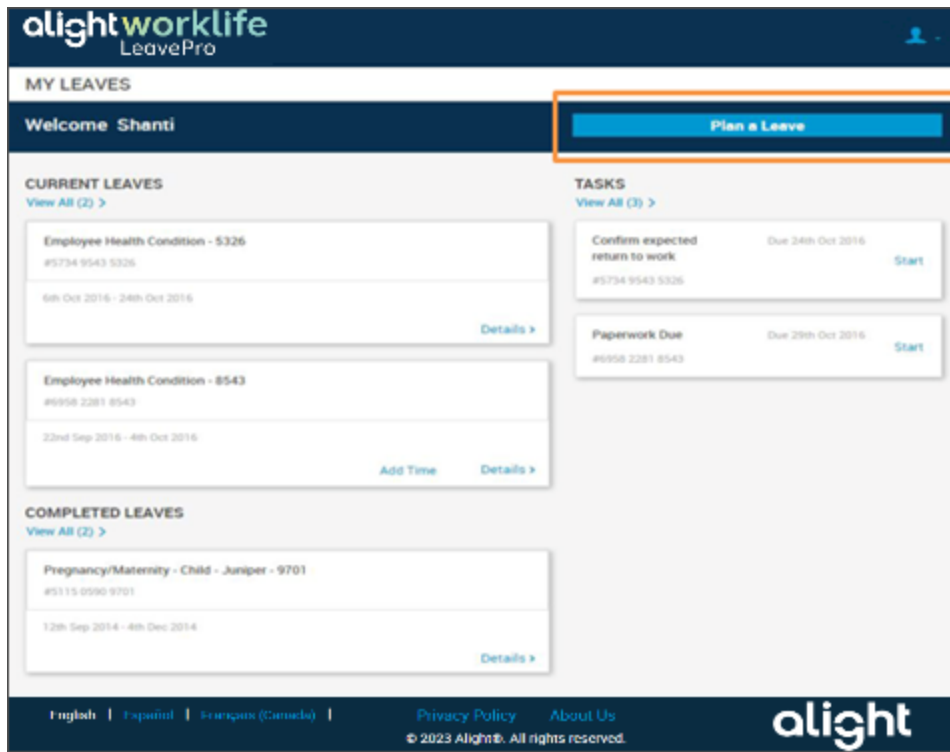 alight worklife
LeavePro
MY LEAVES
Welcome Shanti
Plan a Leave
CURRENT LEAVES
View All (2) >
Employee Health Condition - 5326
#5734 9543 5326
6th Oct 2016 - 24th Oct 2016
Details >
Employee Health Condition - 8543
#6958 2281 8543
22nd Sep 2016 - 4th Oct 2016
Add Time Details >
COMPLETED LEAVES
View All (2) >
Pregnancy/Maternity - Child - Juniper - 9701
#5115 0590 9701
12th Sep 2014 - 4th Dec 2014
Details >
TASKS
View All (3) >
Confirm expected Due 24th Oct 2016
return to work
Start
#5734 9543 5326
Paperwork Due Due 29th Oct 2016
Start
#6958 2281 8543
English | Español | Français (Canada) |
Privacy Policy About Us
© 2023 Alight®. All rights reserved.
alight